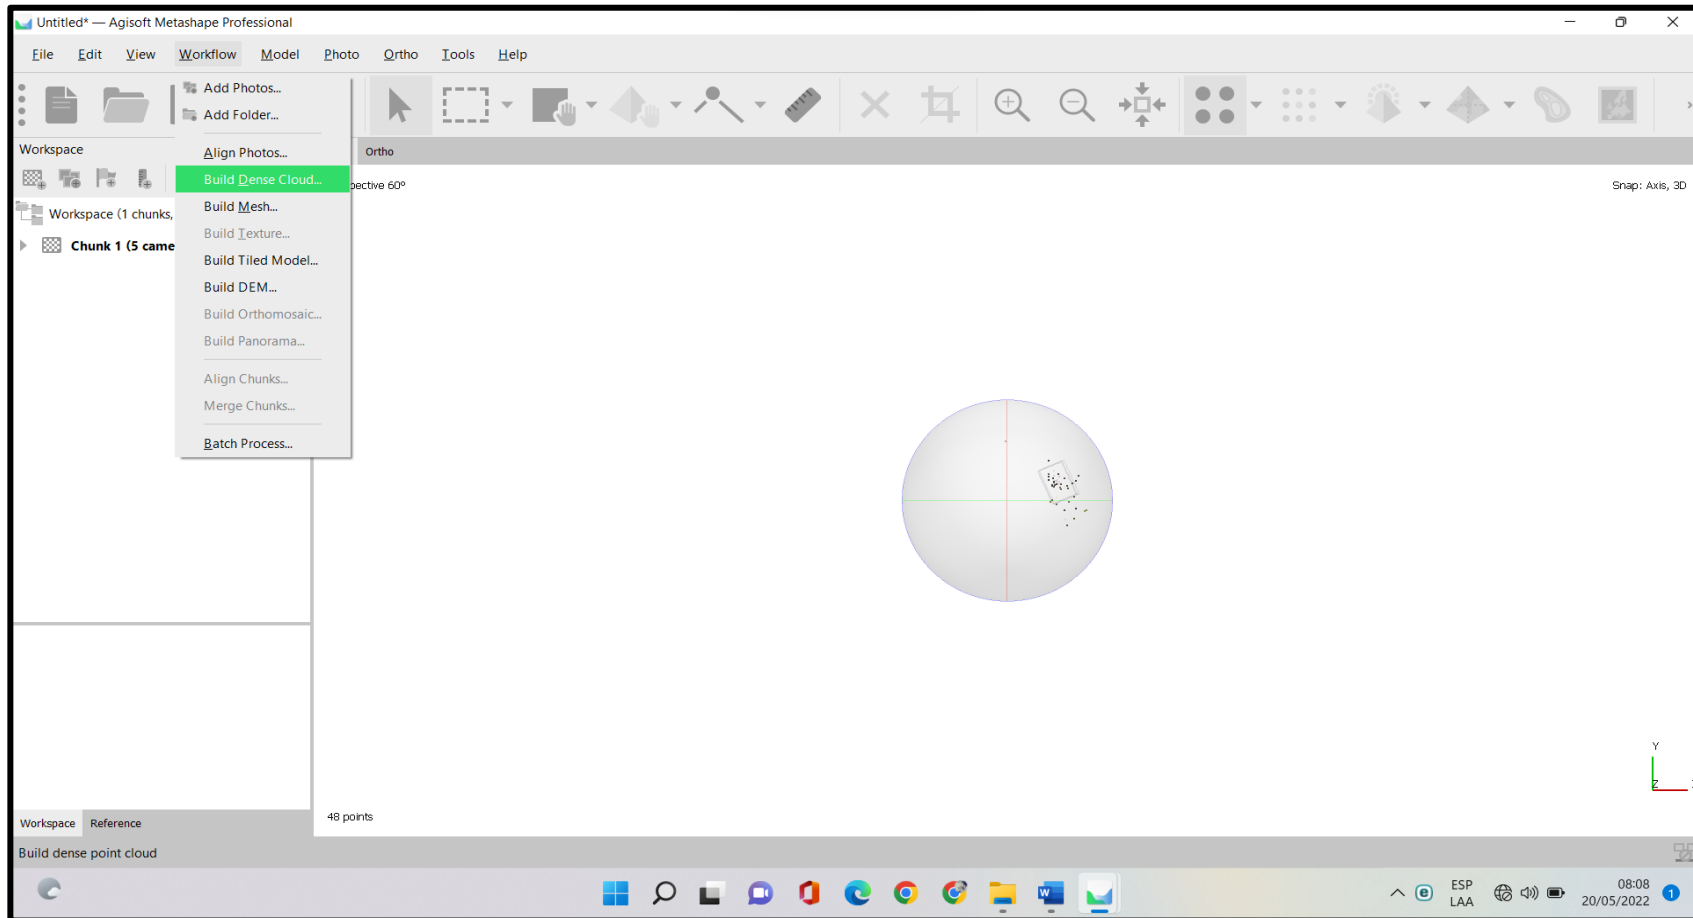 Untitled* — Agisoft Metashape Professional
File Edit View Workflow Model Photo Ortho Tools Help
Add Photos...
Add Folder...
Align Photos...
Build Dense Cloud...
Build Mesh...
Build Texture...
Build Tiled Model...
Build DEM...
Build Orthomosaic...
Build Panorama...
Align Chunks...
Merge Chunks...
Batch Process...
Workspace
Workspace (1 chunks,
Chunk 1 (5 came
Ortho
pective 60°
Snap: Axis, 3D
Y
Z
48 points
Workspace Reference
Build dense point cloud
ESP
LAA
08:08
20/05/2022
1